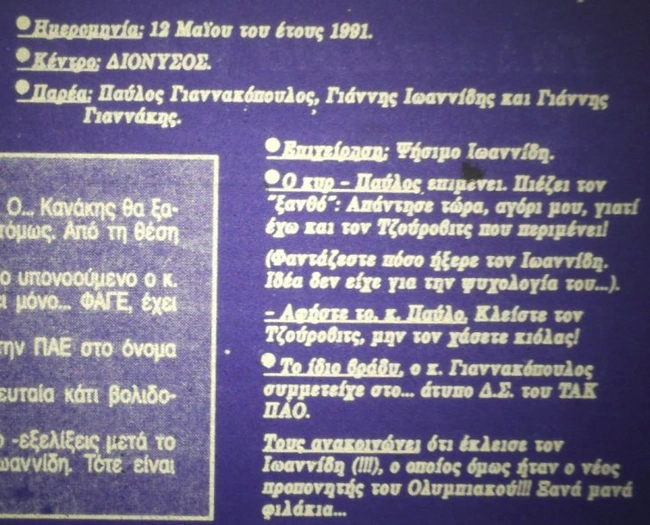 ● Ημερομηνία: 12 Μαΐου του έτους 1991.
● Κέντρο: ΔΙΟΝΥΣΟΣ.
● Παρέα: Παύλος Γιαννακόπουλος, Γιάννης Ιωαννίδης και Γιάννης
Γιαννάκης.
Ο... Κανάκης θα ξα-
τόμως. Από τη θέση
ο υπονοούμενο ο κ.
ι μόνο... ΦΑΓΕ, έχει
την ΠΑΕ στο όνομα
ευταία κάτι βολιδο-
-εξελίξεις μετά το
ωαννίδη. Τότε είναι
● Επιχείρηση: Ψήσιμο Ιωαννίδη.
● Ο κυρ – Παύλος επιμένει. Πιέζει τον
"ξανθό": Απάντησε τώρα, αγόρι μου, γιατί
έχω και τον Τζούροβιτς που περιμένει!
(Φαντάζεστε πόσο ήξερε τον Ιωαννίδη.
Ιδέα δεν είχε για την ψυχολογία του...).
– Αφήστε το, κ. Παύλο. Κλείστε τον
Τζούροβιτς, μην τον χάσετε κιόλας!
● Το ίδιο βράδυ, ο κ. Γιαννακόπουλος
συμμετείχε στο... άτυπο Δ.Σ. του ΤΑΚ
ΠΑΟ.
Τους ανακοινώνει ότι έκλεισε τον
Ιωαννίδη (!!!), ο οποίος όμως ήταν ο νέος
προπονητής του Ολυμπιακού!!! Ξανά μανά
φιλάκια...